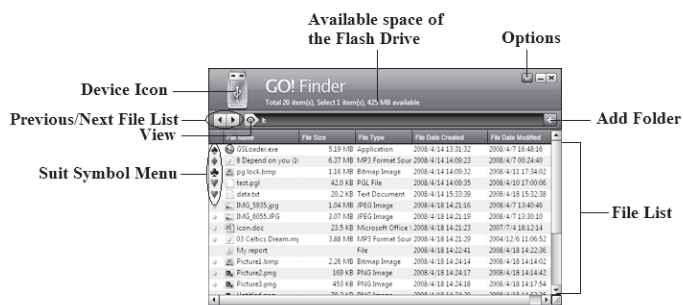 Available space of
the Flash Drive
Options
Device Icon
GO! Finder
Total 20 item(s), Select 1 item(s), 425 MB available
Previous/Next File List
View
Add Folder
File Name File Size File Type File Date Created File Date Modified
GSLoader.exe 5.19 MB Application 2008/4/14 13:31:32 2008/4/7 16:48:16
8 Depend on you (D 6.37 MB MP3 Format Sour 2008/4/14 14:09:23 2008/4/7 00:24:40
pg lock.bmp 1.16 MB Bitmap Image 2008/4/14 14:09:32 2008/4/11 17:34:02
Suit Symbol Menu
test.pgl 42.0 KB PGL File 2008/4/14 14:09:35 2008/4/10 17:00:06
data.txt 20.2 KB Text Document 2008/4/14 15:33:39 2008/4/18 15:32:38
IMG_5935.jpg 1.04 MB JPEG Image 2008/4/18 14:21:16 2008/4/7 13:40:46
File List
IMG_6055.JPG 3.07 MB JPEG Image 2008/4/18 14:21:19 2008/4/7 13:30:10
icon.doc 23.5 KB Microsoft Office 2008/4/18 14:21:23 2007/7/4 18:12:14
03 Celtics Dream.m 3.88 MB MP3 Format Sour 2008/4/18 14:21:29 2004/12/6 11:06:52
My report File 2008/4/18 14:22:41 2008/4/18 14:22:36
Picture1.bmp 2.26 MB Bitmap Image 2008/4/18 14:24:14 2008/4/18 14:14:02
Picture2.png 169 KB PNG Image 2008/4/18 14:24:17 2008/4/18 14:14:42
Picture3.png 453 KB PNG Image 2008/4/18 14:24:18 2008/4/18 14:17:54